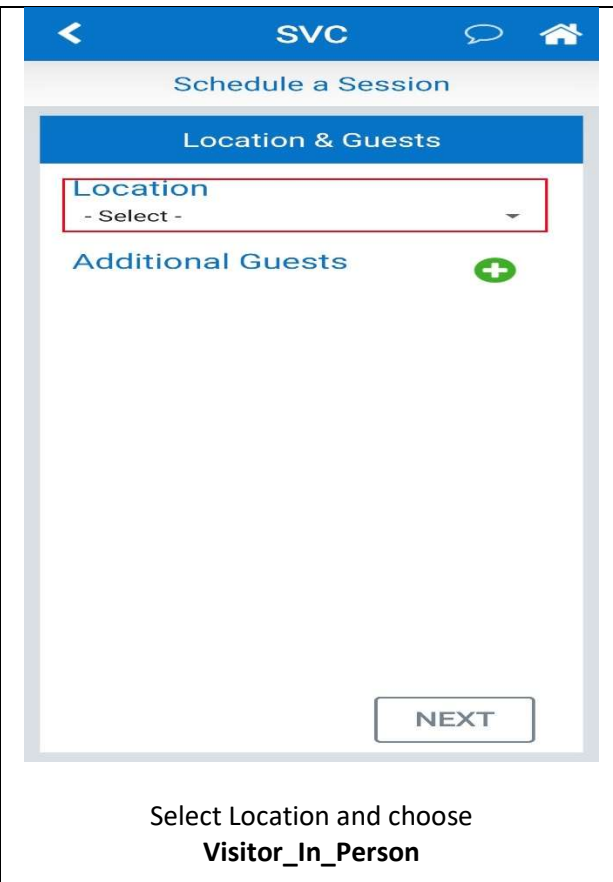 SVC
Schedule a Session
Location & Guests
Location
- Select -
Additional Guests
NEXT
Select Location and choose
Visitor_In_Person